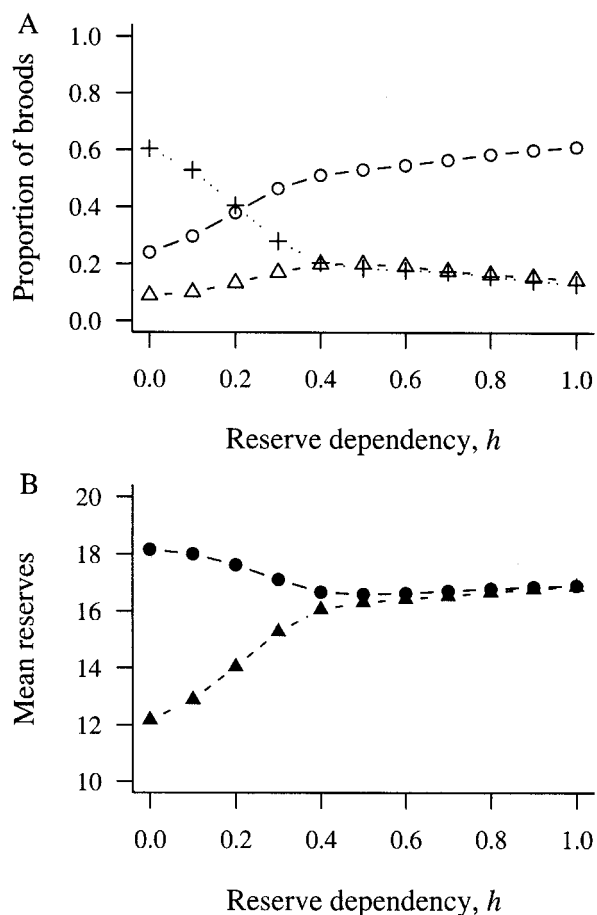 A
Proportion of broods
1.0
0.8
0.6
0.4
0.2
0.0
0.0 0.2 0.4 0.6 0.8 1.0
Reserve dependency, h
B
Mean reserves
20
18
16
14
12
10
0.0 0.2 0.4 0.6 0.8 1.0
Reserve dependency, h